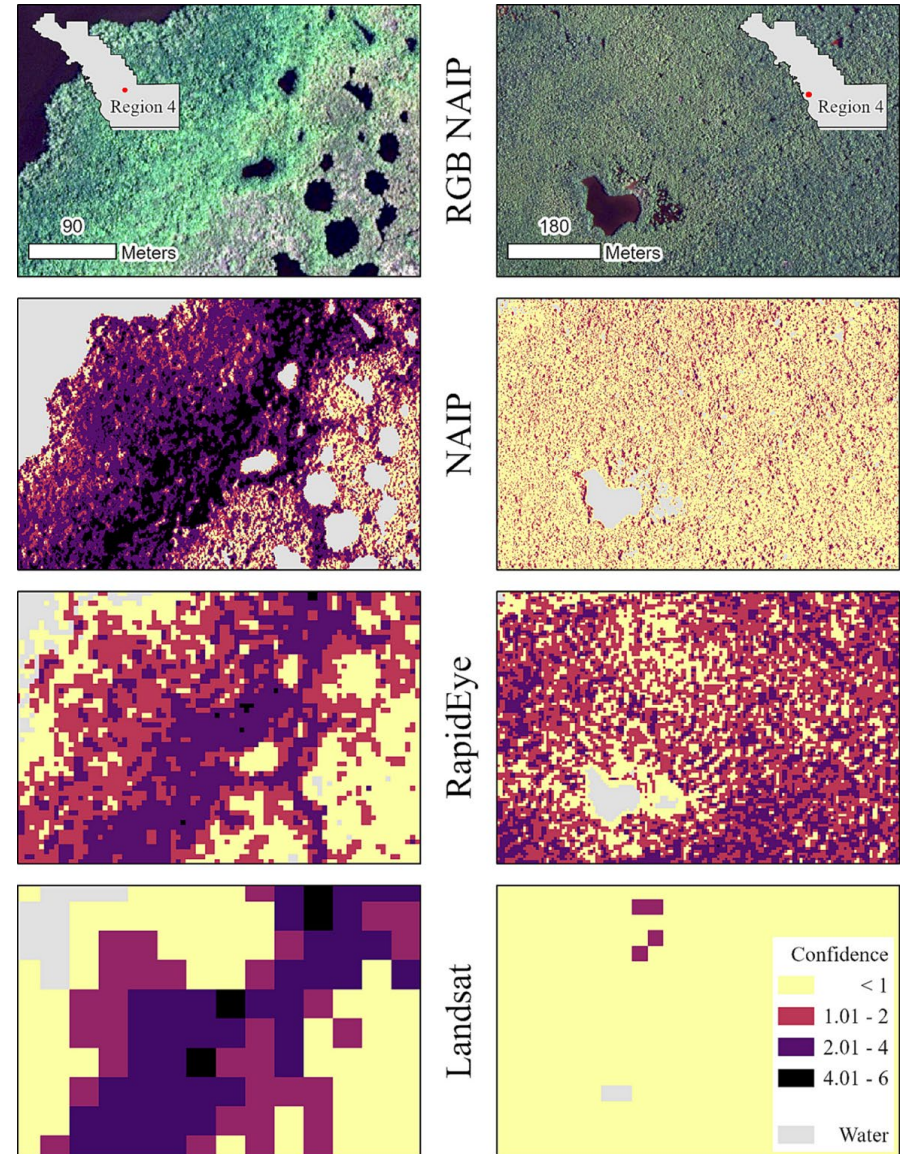 Region 4
90
Meters
RGB NAIP
Region 4
180
Meters
NAIP
RapidEye
Landsat
Confidence
< 1
1.01 - 2
2.01 - 4
4.01 - 6
Water